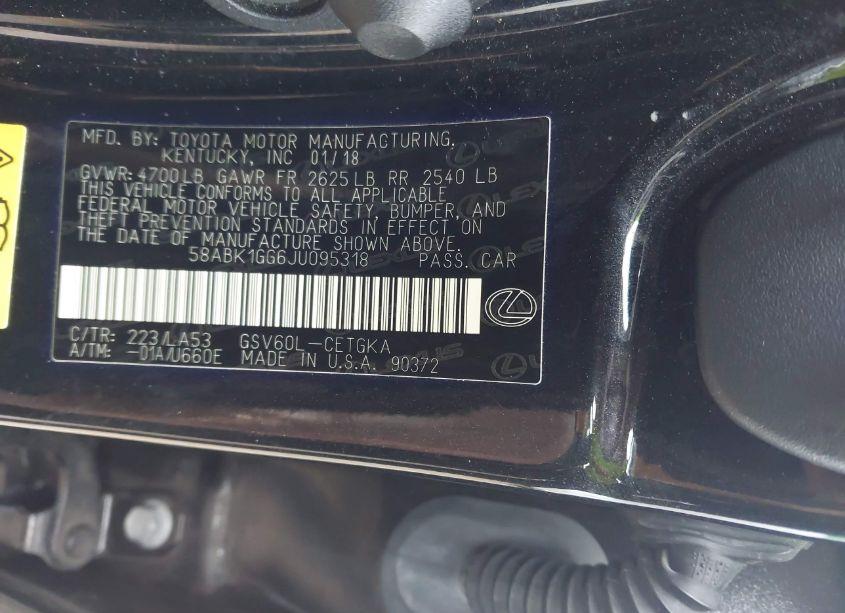 MFD. BY: TOYOTA MOTOR MANUFACTURING,
KENTUCKY, INC 01/18
GVWR: 4700LB GAWR FR 2625LB RR 2540 LB
THIS VEHICLE CONFORMS TO ALL APPLICABLE
FEDERAL MOTOR VEHICLE SAFETY, BUMPER, AND
THEFT PREVENTION STANDARDS IN EFFECT ON
THE DATE OF MANUFACTURE SHOWN ABOVE.
58ABK1GG6JU095318 PASS. CAR
C/TR: 223/LA53 GSV60L-CETGKA
A/TM: -01A/U660E MADE IN U.S.A. 90372